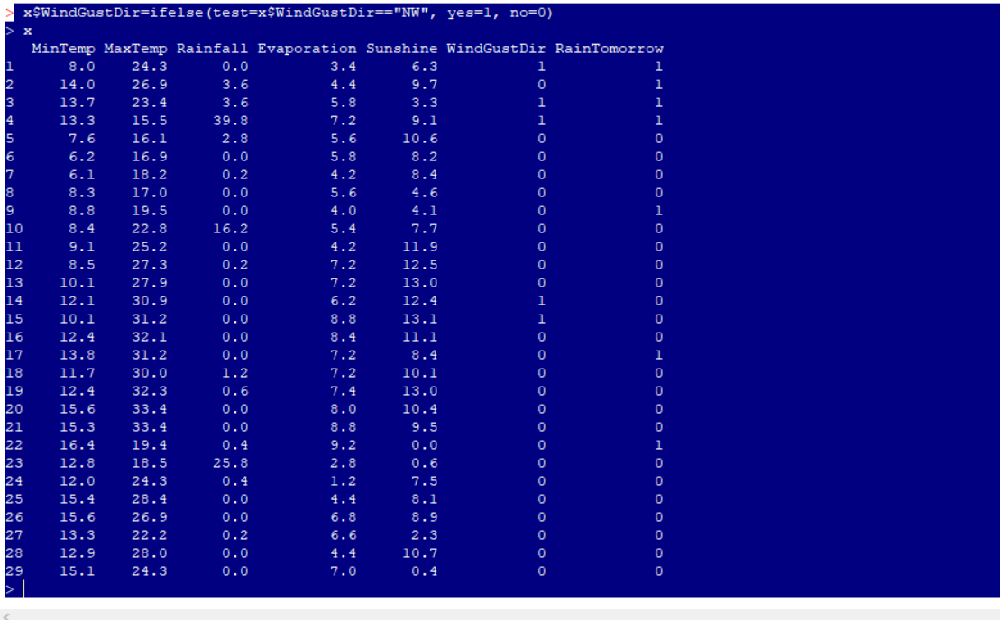 > x$WindGustDir=ifelse(test=x$WindGustDir=="NW", yes=1, no=0)
> x
MinTemp MaxTemp Rainfall Evaporation Sunshine WindGustDir RainTomorrow
1 8.0 24.3 0.0 3.4 6.3 1 1
2 14.0 26.9 3.6 4.4 9.7 0 1
3 13.7 23.4 3.6 5.8 3.3 1 1
4 13.3 15.5 39.8 7.2 9.1 1 1
5 7.6 16.1 2.8 5.6 10.6 0 0
6 6.2 16.9 0.0 5.8 8.2 0 0
7 6.1 18.2 0.2 4.2 8.4 0 0
8 8.3 17.0 0.0 5.6 4.6 0 0
9 8.8 19.5 0.0 4.0 4.1 0 1
10 8.4 22.8 16.2 5.4 7.7 0 0
11 9.1 25.2 0.0 4.2 11.9 0 0
12 8.5 27.3 0.2 7.2 12.5 0 0
13 10.1 27.9 0.0 7.2 13.0 0 0
14 12.1 30.9 0.0 6.2 12.4 1 0
15 10.1 31.2 0.0 8.8 13.1 1 0
16 12.4 32.1 0.0 8.4 11.1 0 0
17 13.8 31.2 0.0 7.2 8.4 0 1
18 11.7 30.0 1.2 7.2 10.1 0 0
19 12.4 32.3 0.6 7.4 13.0 0 0
20 15.6 33.4 0.0 8.0 10.4 0 0
21 15.3 33.4 0.0 8.8 9.5 0 0
22 16.4 19.4 0.4 9.2 0.0 0 1
23 12.8 18.5 25.8 2.8 0.6 0 0
24 12.0 24.3 0.4 1.2 7.5 0 0
25 15.4 28.4 0.0 4.4 8.1 0 0
26 15.6 26.9 0.0 6.8 8.9 0 0
27 13.3 22.2 0.2 6.6 2.3 0 0
28 12.9 28.0 0.0 4.4 10.7 0 0
29 15.1 24.3 0.0 7.0 0.4 0 0
>